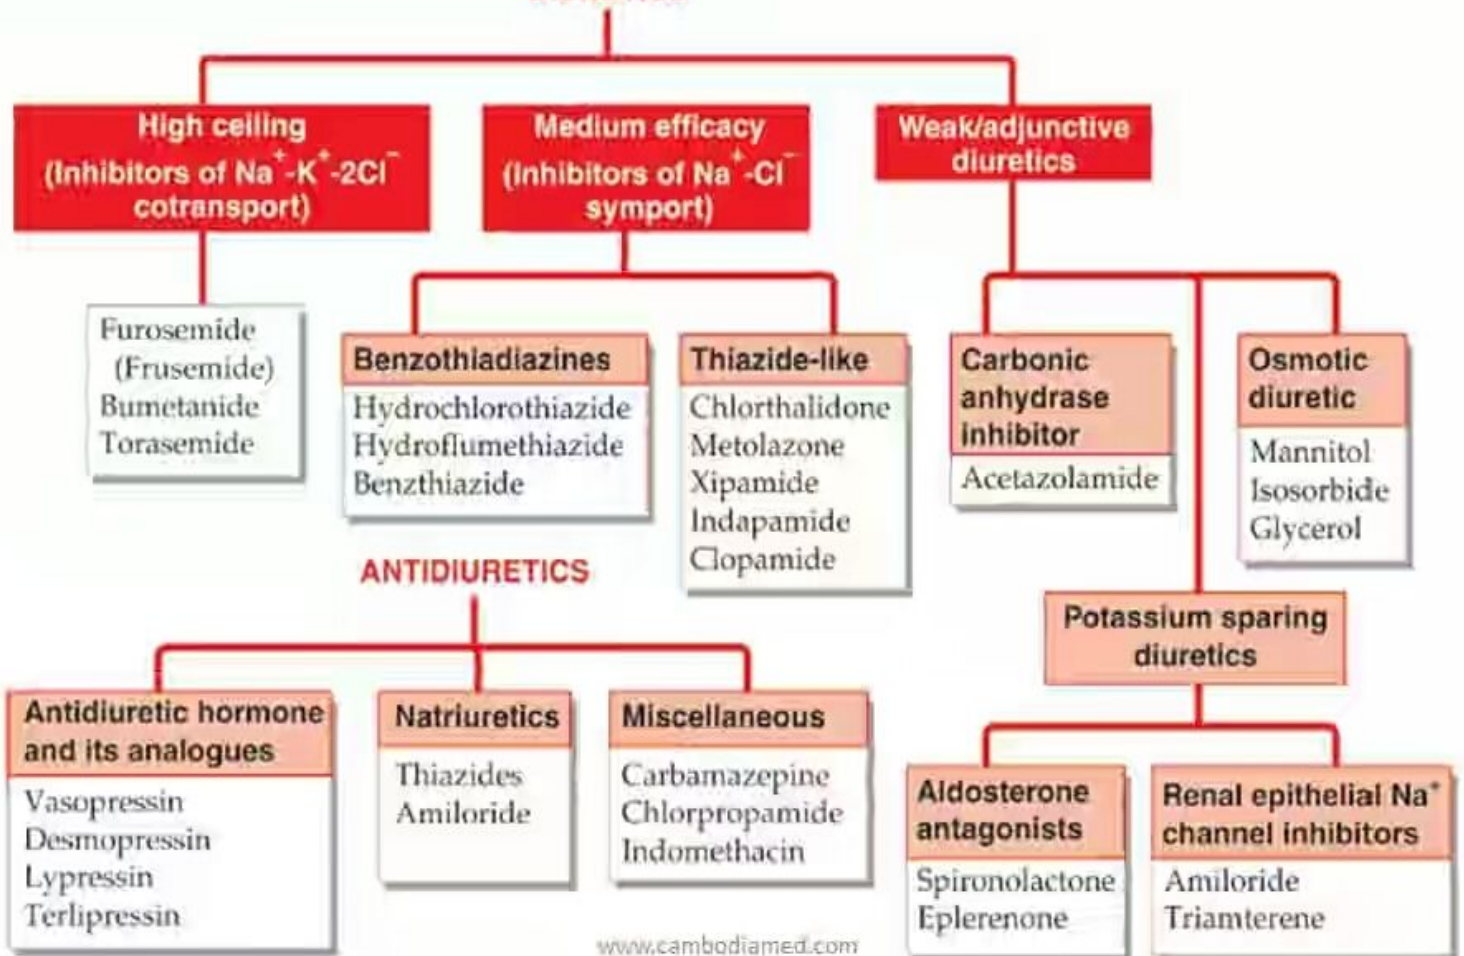 High ceiling
(Inhibitors of Na⁺-K⁺-2Cl⁻
cotransport)
Medium efficacy
(Inhibitors of Na⁺-Cl⁻
symport)
Weak/adjunctive
diuretics
Furosemide
(Frusemide)
Bumetanide
Torasemide
Benzothiadiazines
Hydrochlorothiazide
Hydroflumethiazide
Benzthiazide
Thiazide-like
Chlorthalidone
Metolazone
Xipamide
Indapamide
Clopamide
Carbonic
anhydrase
inhibitor
Acetazolamide
Osmotic
diuretic
Mannitol
Isosorbide
Glycerol
Potassium sparing
diuretics
Aldosterone
antagonists
Spironolactone
Eplerenone
Renal epithelial Na⁺
channel inhibitors
Amiloride
Triamterene
ANTIDIURETICS
Antidiuretic hormone
and its analogues
Vasopressin
Desmopressin
Lypressin
Terlipressin
Natriuretics
Thiazides
Amiloride
Miscellaneous
Carbamazepine
Chlorpropamide
Indomethacin
www.cambodiamed.com